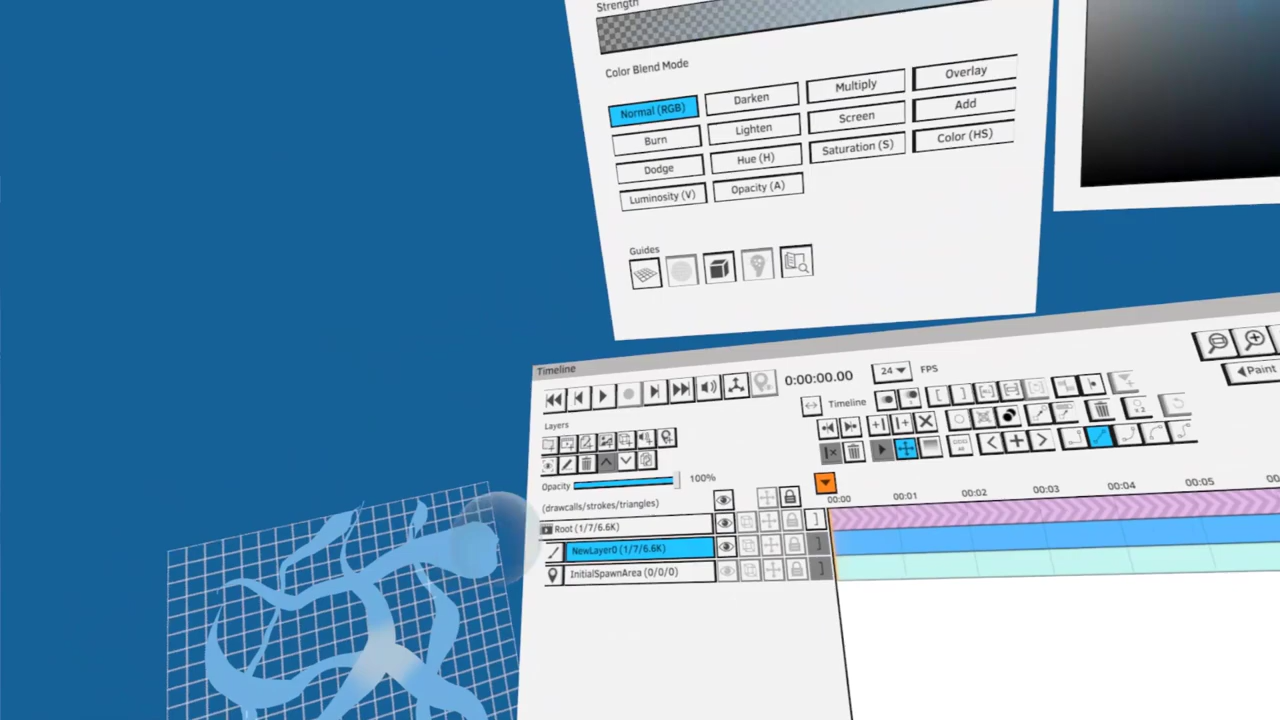 Strength
Color Blend Mode
Normal (RGB) Darken Multiply Overlay
Burn Lighten Screen Add
Dodge Hue (H) Saturation (S) Color (HS)
Luminosity (V) Opacity (A)
Guides
Timeline
0:00:00.00 24 FPS
Timeline
Paint
Layers
Opacity 100%
(drawcalls/strokes/triangles)
00:00 00:01 00:02 00:03 00:04 00:05
Root (1/7/6.6K)
NewLayer0 (1/7/6.6K)
InitialSpawnArea (0/0/0)